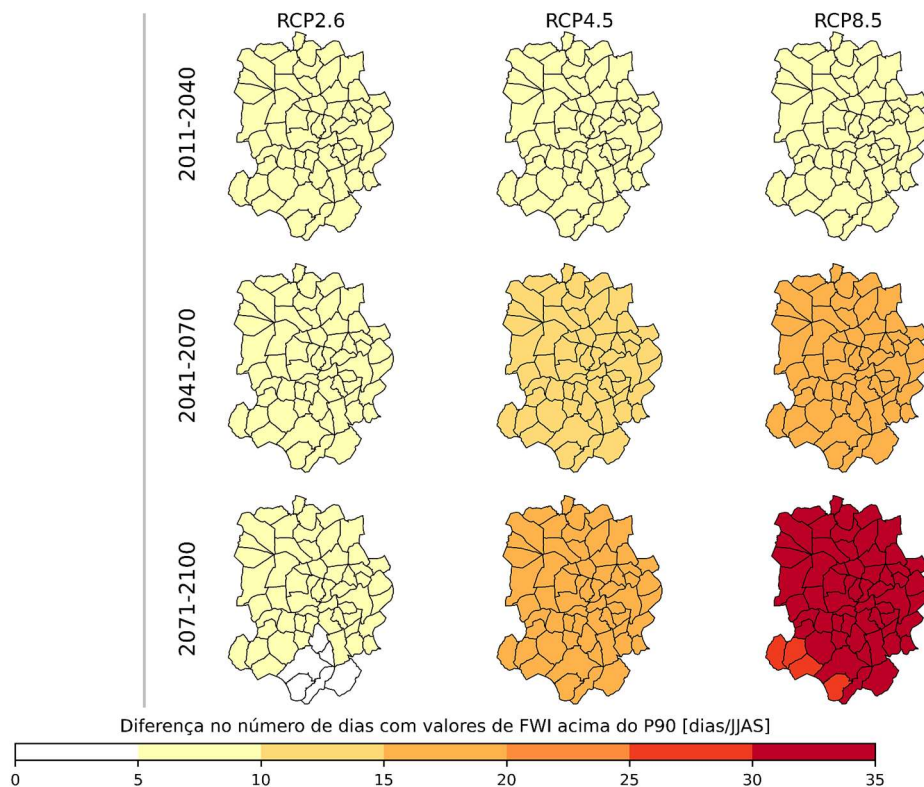 RCP2.6 RCP4.5 RCP8.5
2011-2040
2041-2070
2071-2100
Diferença no número de dias com valores de FWI acima do P90 [dias/JJAS]
0 5 10 15 20 25 30 35